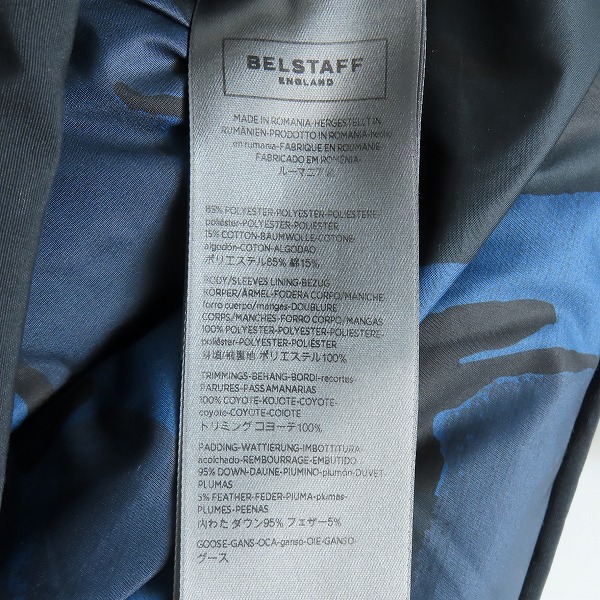 BELSTAFF
ENGLAND
MADE IN ROMANIA-HERGESTELLT IN
RUMÄNIEN-PRODOTTO IN ROMANIA-hecho
en rumania-FABRIQUE EN ROUMANIE-
FABRICADO EM ROMÉNIA-
ルーマニア製
85% POLYESTER-POLYESTER-POLIESTERE-
poliéster-POLYESTER-POLIÉSTER
15% COTTON-BAUMWOLLE-COTONE-
algodón-COTON-ALGODAO
ポリエステル85% 綿15%
BODY/SLEEVES LINING-BEZUG
KÖRPER/ÄRMEL-FODERA CORPO/MANICHE-
forro cuerpo/mangas-DOUBLURE
CORPS/MANCHES-FORRO CORPO/MANGAS
100% POLYESTER-POLYESTER-POLIESTERE-
poliéster-POLYESTER-POLIÉSTER
身頃/袖裏地 ポリエステル100%
TRIMMINGS-BEHANG-BORDI-recortes-
PARURES-PASSAMANARIAS
100% COYOTE-KOJOTE-COYOTE-
coyote-COYOTE-COIOTE
トリミング コヨーテ100%
PADDING-WATTIERUNG-IMBOTTITURA-
acolchado-REMBOURRAGE-EMBUTIDO
95% DOWN-DAUNE-PIUMINO-plumón-DUVET-
PLUMAS
5% FEATHER-FEDER-PIUMA-plumas-
PLUMES-PEENAS
内わた ダウン95% フェザー5%
GOOSE-GANS-OCA-ganso-OIE-GANSO-
グース